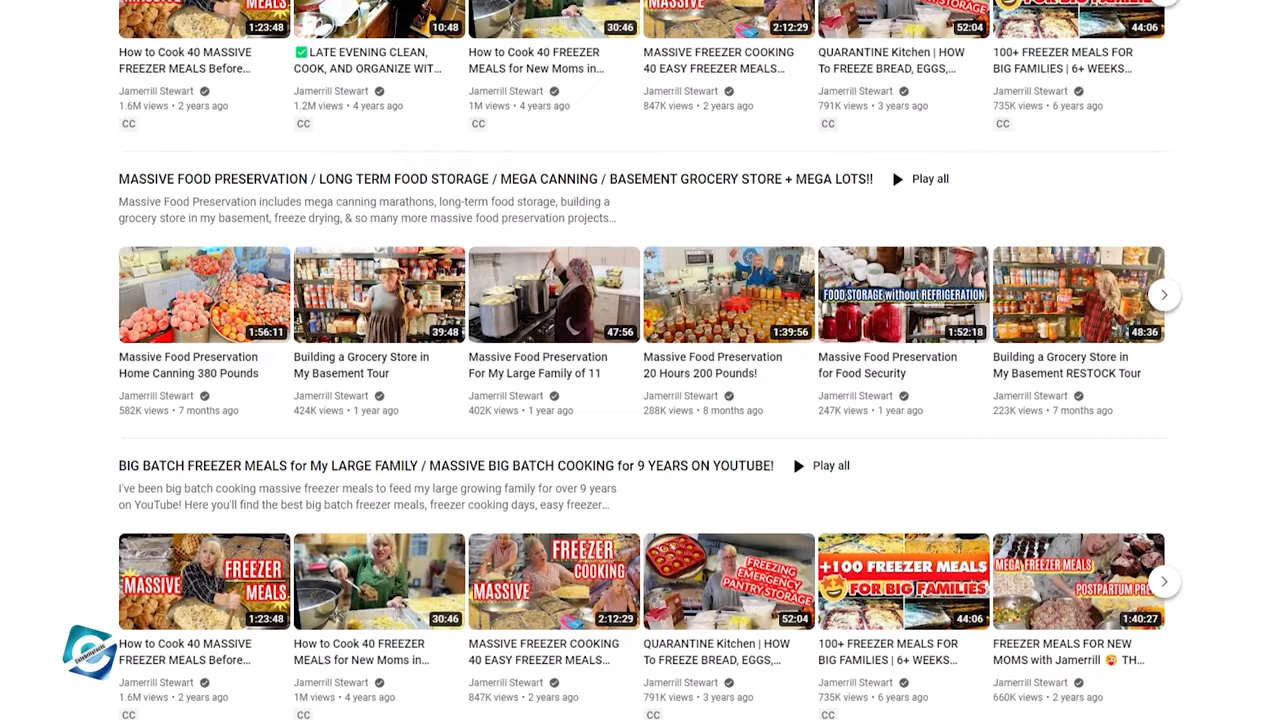 MEALS
MASSIVE
STORAGE
FOR BIG FAMILIES
1:23:48
10:48
30:46
2:12:29
52:04
44:06
How to Cook 40 MASSIVE
FREEZER MEALS Before...
✅LATE EVENING CLEAN,
COOK, AND ORGANIZE WIT...
How to Cook 40 FREEZER
MEALS for New Moms in...
MASSIVE FREEZER COOKING
40 EASY FREEZER MEALS...
QUARANTINE Kitchen | HOW
To FREEZE BREAD, EGGS,...
100+ FREEZER MEALS FOR
BIG FAMILIES | 6+ WEEKS...
Jamerrill Stewart
1.6M views • 2 years ago
CC
Jamerrill Stewart
1.2M views • 4 years ago
CC
Jamerrill Stewart
1M views • 4 years ago
CC
Jamerrill Stewart
847K views • 2 years ago
Jamerrill Stewart
791K views • 3 years ago
CC
Jamerrill Stewart
735K views • 6 years ago
CC
MASSIVE FOOD PRESERVATION / LONG TERM FOOD STORAGE / MEGA CANNING / BASEMENT GROCERY STORE + MEGA LOTS!!
Play all
Massive Food Preservation includes mega canning marathons, long-term food storage, building a
grocery store in my basement, freeze drying, & so many more massive food preservation projects...
1:56:11
39:48
47:56
1:39:56
FOOD STORAGE without REFRIGERATION
1:52:18
48:36
Massive Food Preservation
Home Canning 380 Pounds
Jamerrill Stewart
582K views • 7 months ago
Building a Grocery Store in
My Basement Tour
Jamerrill Stewart
424K views • 1 year ago
Massive Food Preservation
For My Large Family of 11
Jamerrill Stewart
402K views • 1 year ago
Massive Food Preservation
20 Hours 200 Pounds!
Jamerrill Stewart
288K views • 8 months ago
Massive Food Preservation
for Food Security
Jamerrill Stewart
247K views • 1 year ago
Building a Grocery Store in
My Basement RESTOCK Tour
Jamerrill Stewart
223K views • 7 months ago
BIG BATCH FREEZER MEALS for My LARGE FAMILY / MASSIVE BIG BATCH COOKING for 9 YEARS ON YOUTUBE!
Play all
I've been big batch cooking massive freezer meals to feed my large growing family for over 9 years
on YouTube! Here you'll find the best big batch freezer meals, freezer cooking days, easy freezer...
MASSIVE
FREEZER
MEALS
1:23:48
30:46
FREEZER
COOKING
MASSIVE
2:12:29
FREEZING
EMERGENCY
PANTRY STORAGE
52:04
+100 FREEZER MEALS
FOR BIG FAMILIES
44:06
MEGA FREEZER MEALS
POSTPARTUM PRE
1:40:27
How to Cook 40 MASSIVE
FREEZER MEALS Before...
Jamerrill Stewart
1.6M views • 2 years ago
CC
How to Cook 40 FREEZER
MEALS for New Moms in...
Jamerrill Stewart
1M views • 4 years ago
CC
MASSIVE FREEZER COOKING
40 EASY FREEZER MEALS...
Jamerrill Stewart
847K views • 2 years ago
QUARANTINE Kitchen | HOW
To FREEZE BREAD, EGGS,...
Jamerrill Stewart
791K views • 3 years ago
CC
100+ FREEZER MEALS FOR
BIG FAMILIES | 6+ WEEKS...
Jamerrill Stewart
735K views • 6 years ago
CC
FREEZER MEALS FOR NEW
MOMS with Jamerrill 😜 TH...
Jamerrill Stewart
660K views • 2 years ago